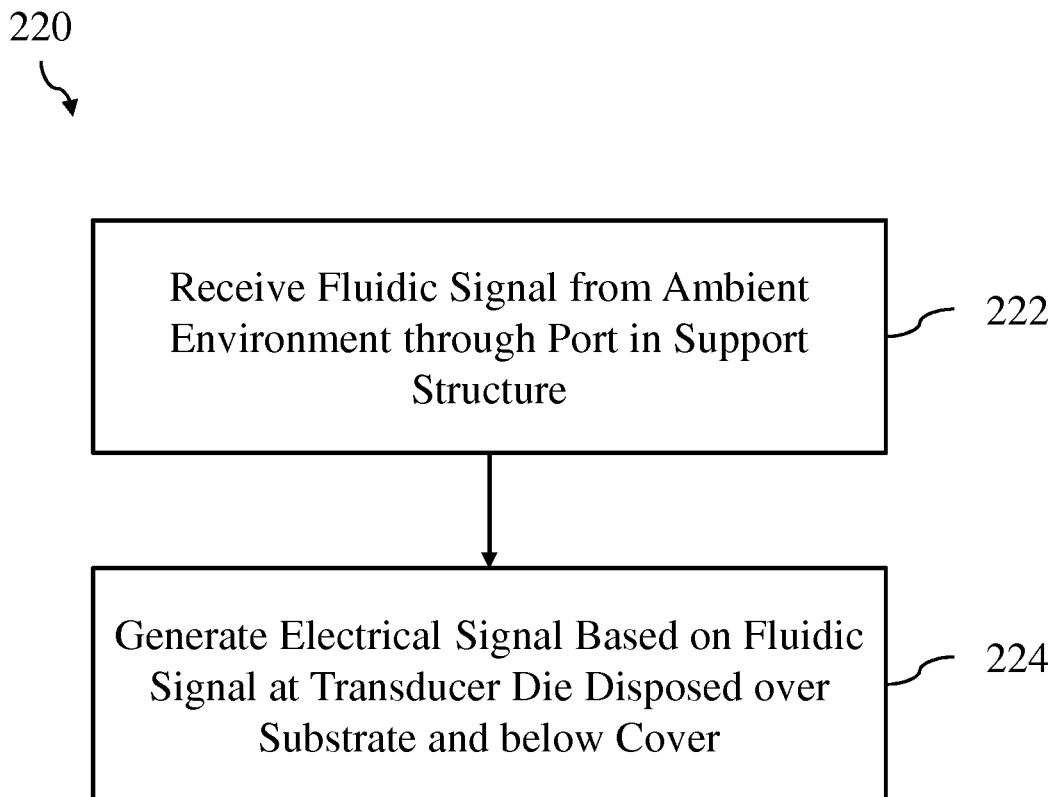 220
Receive Fluidic Signal from Ambient
Environment through Port in Support
Structure
222
Generate Electrical Signal Based on Fluidic
Signal at Transducer Die Disposed over
Substrate and below Cover
224